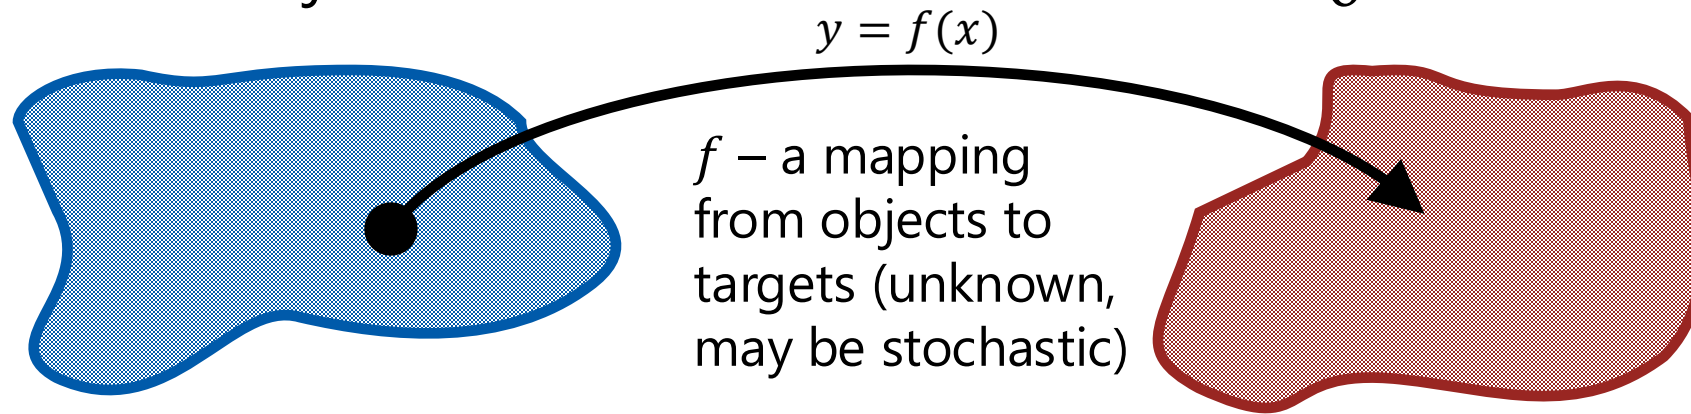 y = f(x)
f – a mapping
from objects to
targets (unknown,
may be stochastic)